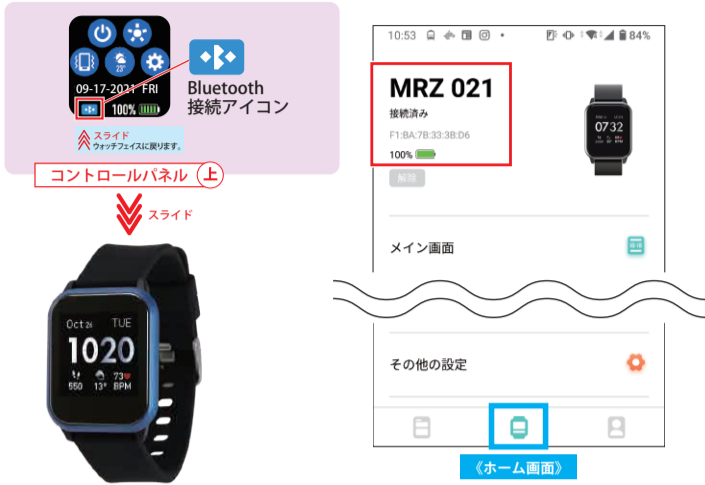 23°
09-17-2021 FRI
100%
Bluetooth
接続アイコン
スライド
ウォッチフェイスに戻ります。
コントロールパネル 上
スライド
Oct 26 TUE
1020
550 13° 73
BPM
10:53 84%
MRZ 021
接続済み
F1:BA:7B:33:3B:D6
100%
解除
0732
メイン画面
その他の設定
《ホーム画面》